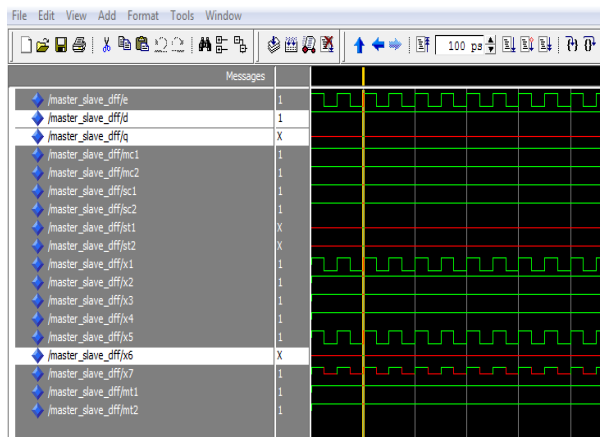 File Edit View Add Format Tools Window
100 ps
Messages
/master_slave_dff/e 1
/master_slave_dff/d 1
/master_slave_dff/q X
/master_slave_dff/mc1 1
/master_slave_dff/mc2 1
/master_slave_dff/sc1 1
/master_slave_dff/sc2 1
/master_slave_dff/st1 X
/master_slave_dff/st2 X
/master_slave_dff/x1 1
/master_slave_dff/x2 1
/master_slave_dff/x3 1
/master_slave_dff/x4 1
/master_slave_dff/x5 1
/master_slave_dff/x6 X
/master_slave_dff/x7 1
/master_slave_dff/mt1 1
/master_slave_dff/mt2 1